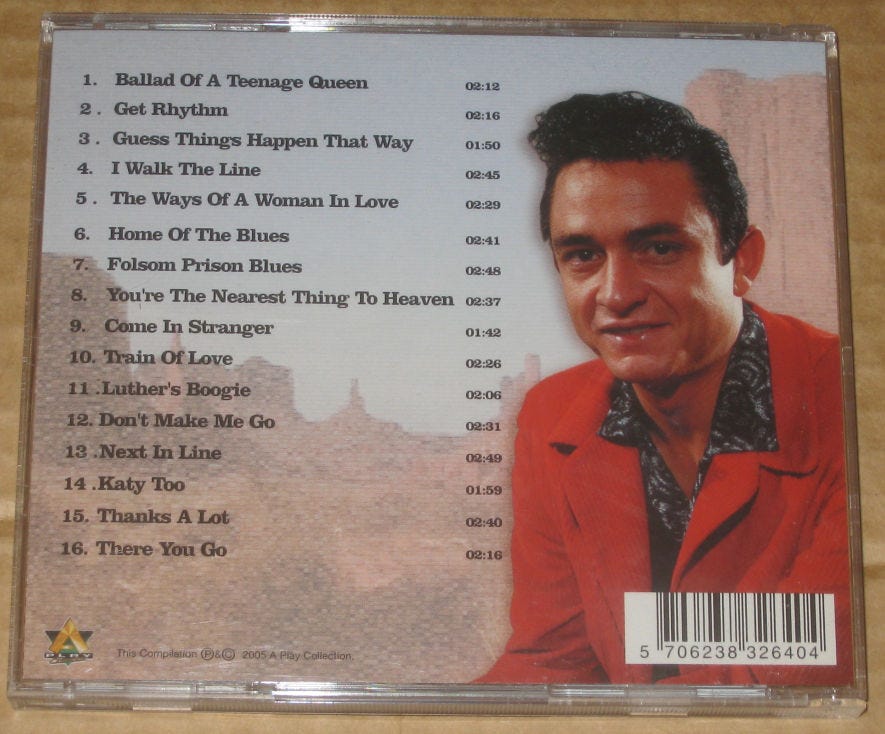 1. Ballad Of A Teenage Queen 02:12
2 . Get Rhythm 02:16
3 . Guess Things Happen That Way 01:50
4. I Walk The Line 02:45
5 . The Ways Of A Woman In Love 02:29
6. Home Of The Blues 02:41
7. Folsom Prison Blues 02:48
8. You're The Nearest Thing To Heaven 02:37
9. Come In Stranger 01:42
10. Train Of Love 02:26
11 .Luther's Boogie 02:06
12. Don't Make Me Go 02:31
13 .Next In Line 02:49
14 .Katy Too 01:59
15. Thanks A Lot 02:40
16. There You Go 02:16
PLAY
This Compilation Ⓟ&© 2005 A Play Collection.
5 706238 326404